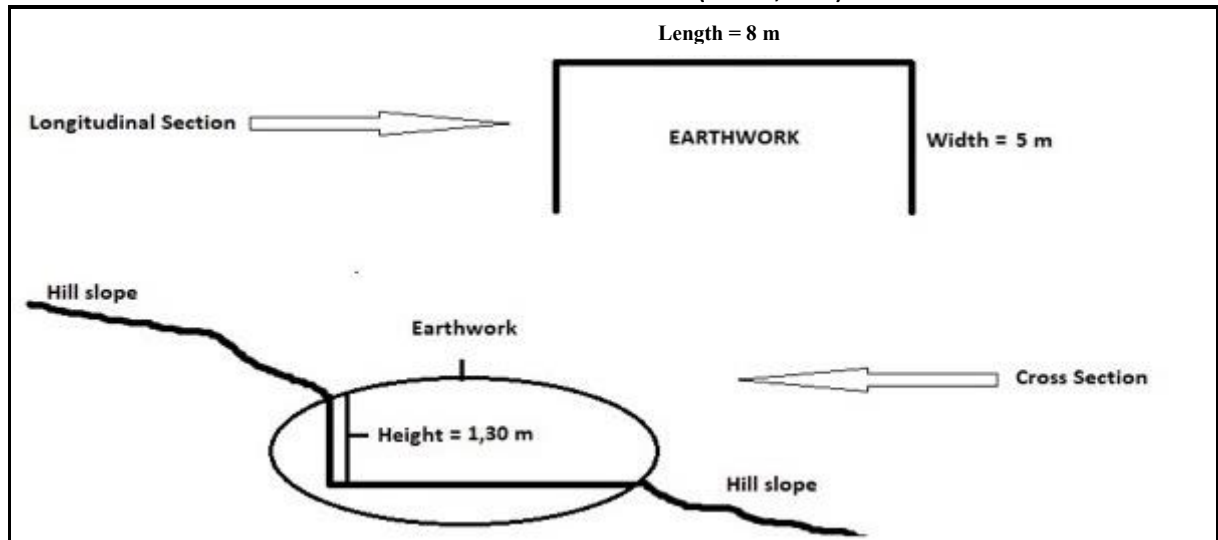 Length = 8 m
Longitudinal Section
EARTHWORK
Width = 5 m
Hill slope
Earthwork
Cross Section
Height = 1,30 m
Hill slope